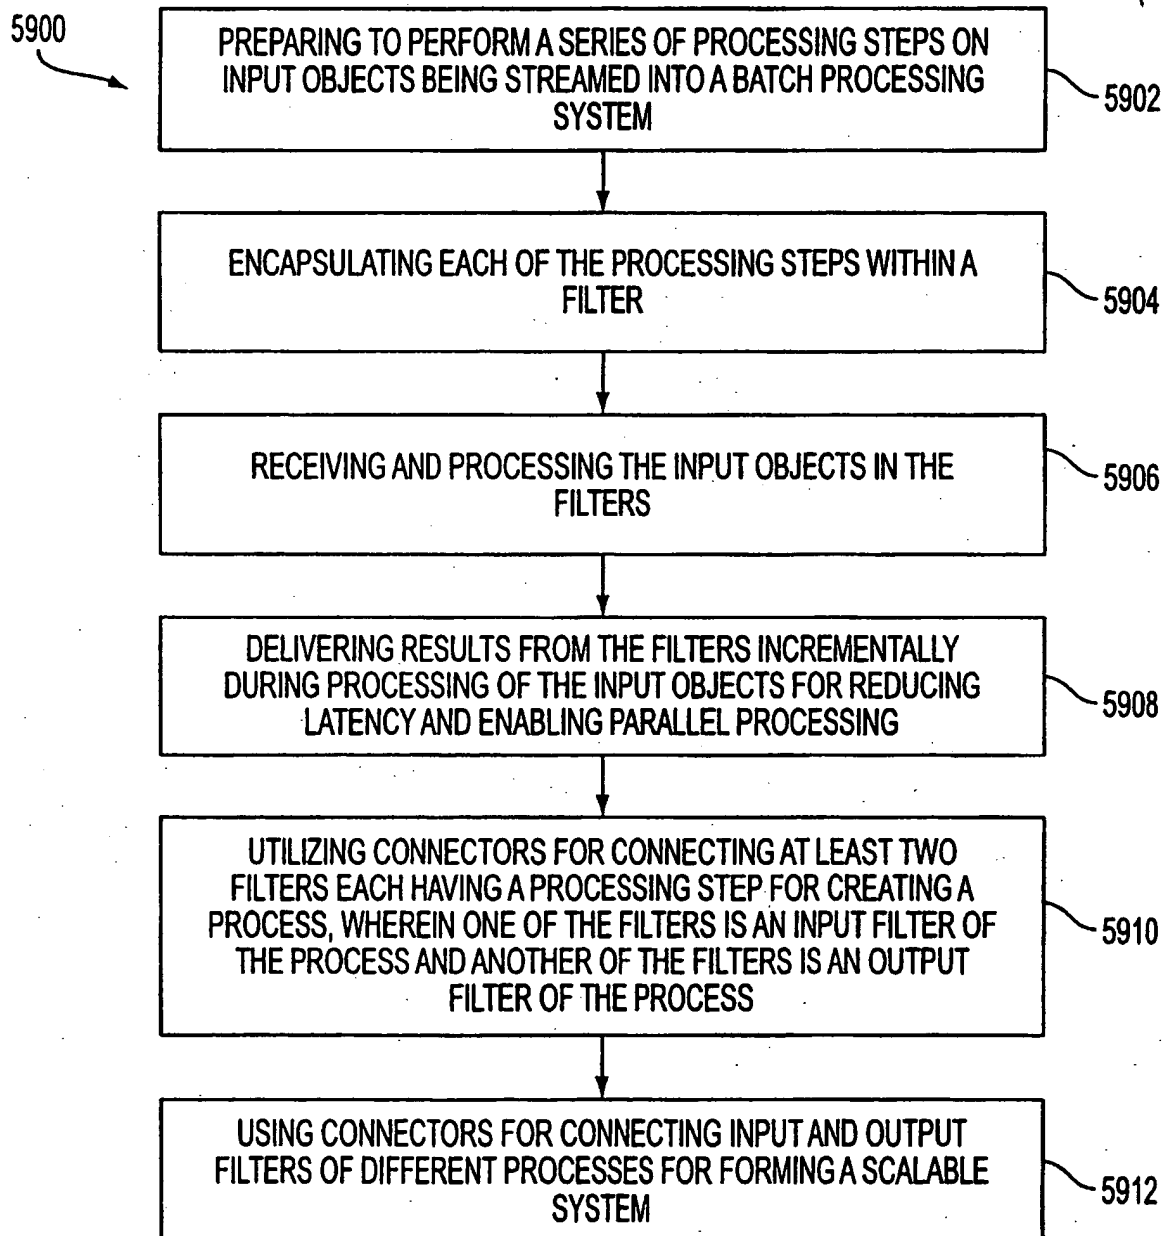 5900
PREPARING TO PERFORM A SERIES OF PROCESSING STEPS ON
INPUT OBJECTS BEING STREAMED INTO A BATCH PROCESSING
SYSTEM
5902
ENCAPSULATING EACH OF THE PROCESSING STEPS WITHIN A
FILTER
5904
RECEIVING AND PROCESSING THE INPUT OBJECTS IN THE
FILTERS
5906
DELIVERING RESULTS FROM THE FILTERS INCREMENTALLY
DURING PROCESSING OF THE INPUT OBJECTS FOR REDUCING
LATENCY AND ENABLING PARALLEL PROCESSING
5908
UTILIZING CONNECTORS FOR CONNECTING AT LEAST TWO
FILTERS EACH HAVING A PROCESSING STEP FOR CREATING A
PROCESS, WHEREIN ONE OF THE FILTERS IS AN INPUT FILTER OF
THE PROCESS AND ANOTHER OF THE FILTERS IS AN OUTPUT
FILTER OF THE PROCESS
5910
USING CONNECTORS FOR CONNECTING INPUT AND OUTPUT
FILTERS OF DIFFERENT PROCESSES FOR FORMING A SCALABLE
SYSTEM
5912